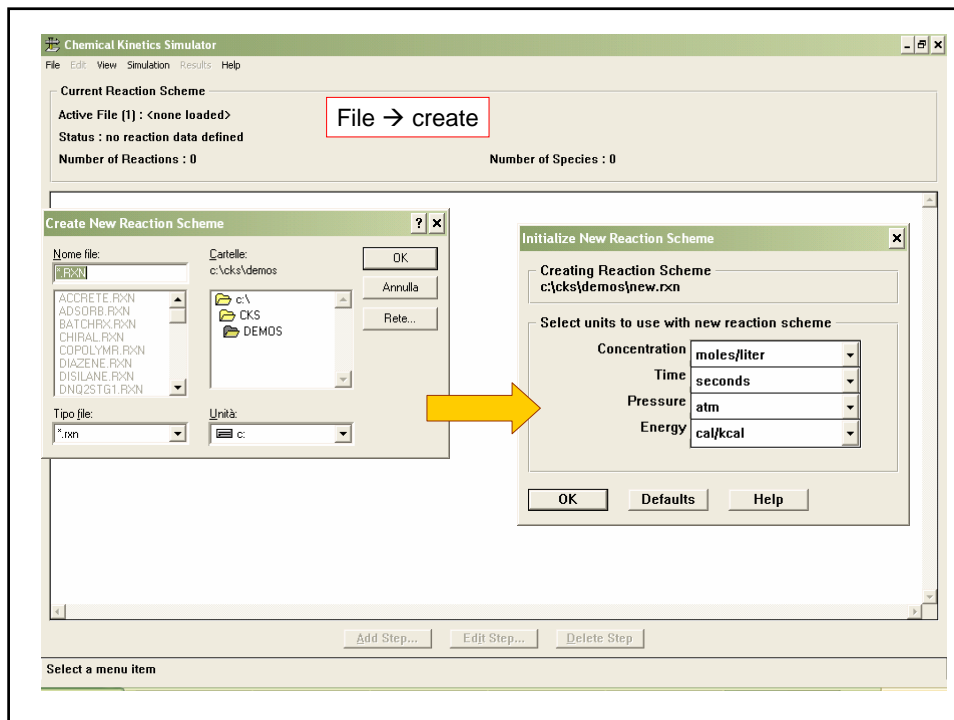 Chemical Kinetics Simulator
File Edit View Simulation Results Help
Current Reaction Scheme
Active File (1) : <none loaded>
Status : no reaction data defined
Number of Reactions : 0
Number of Species : 0
File → create
Create New Reaction Scheme
Nome file:
*.RXN
ACCRETE.RXN
ADSORB.RXN
BATCHRX.RXN
CHIRAL.RXN
COPOLYMR.RXN
DIAZENE.RXN
DISILANE.RXN
DNQ2STG1.RXN
Tipo file:
*.rxn
Cartelle:
c:\cks\demos
c:\
CKS
DEMOS
Unità:
c:
OK
Annulla
Rete...
Initialize New Reaction Scheme
Creating Reaction Scheme
c:\cks\demos\new.rxn
Select units to use with new reaction scheme
Concentration moles/liter
Time seconds
Pressure atm
Energy cal/kcal
OK Defaults Help
Add Step... Edit Step... Delete Step
Select a menu item